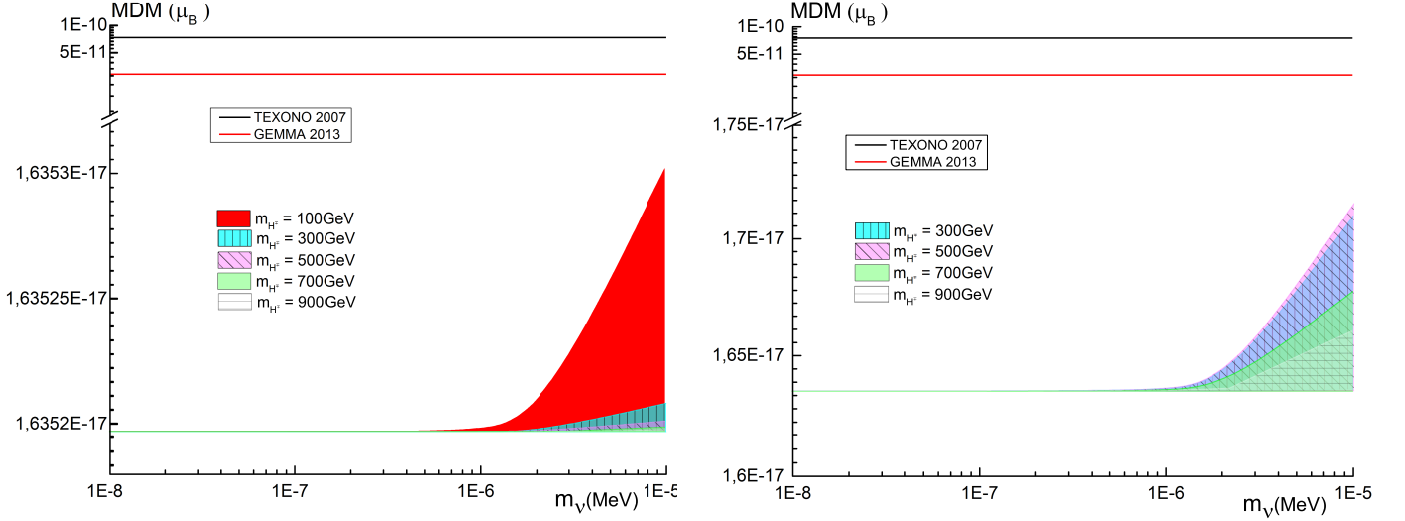 MDM (μB )
1E-10
5E-11
TEXONO 2007
GEMMA 2013
1,6353E-17
mH± = 100GeV
mH± = 300GeV
mH± = 500GeV
mH± = 700GeV
mH± = 900GeV
1,63525E-17
1,6352E-17
1E-8
1E-7
1E-6
1E-5
mν(MeV)
MDM (μB )
1E-10
5E-11
1,75E-17
TEXONO 2007
GEMMA 2013
mH± = 300GeV
mH± = 500GeV
mH± = 700GeV
mH± = 900GeV
1,7E-17
1,65E-17
1,6E-17
1E-8
1E-7
1E-6
1E-5
mν(MeV)